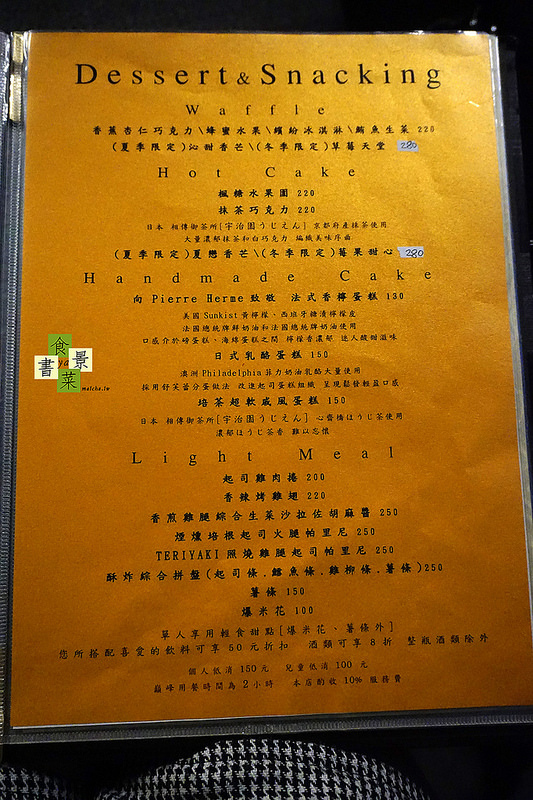 Dessert&Snacking
Waffle
香蕉杏仁巧克力\蜂蜜水果\繽紛冰淇淋\鮪魚生菜 220
(夏季限定)沁甜香芒\(冬季限定)草莓天堂 280
Hot Cake
楓糖水果園 220
抹茶巧克力 220
日本 相傳御茶所[宇治園うじえん] 京都府產抹茶使用
大量濃郁抹茶和白巧克力 編織美味序曲
(夏季限定)夏戀香芒\(冬季限定)莓果甜心 280
Handmade Cake
向 Pierre Herme 致敬 法式香檸蛋糕 130
美國 Sunkist 黃檸檬、西班牙糖漬檸檬皮
法國總統牌鮮奶油和法國總統牌奶油使用
口感介於磅蛋糕、海綿蛋糕之間 檸檬香濃郁 迷人酸甜滋味
日式乳酪蛋糕 150
澳洲 Philadelphia 菲力奶油乳酪大量使用
採用舒芙蕾分蛋做法 改進起司蛋糕組織 呈現鬆發輕盈口感
培茶超軟戚風蛋糕 150
日本 相傳御茶所[宇治園うじえん] 心齋橋ほうじ茶使用
濃郁ほうじ茶香 難以忘懷
Light Meal
起司雞肉捲 200
香辣烤雞翅 220
香煎雞腿綜合生菜沙拉佐胡麻醬 250
煙燻培根起司火腿帕里尼 250
TERIYAKI 照燒雞腿起司帕里尼 250
酥炸綜合拼盤(起司條.鱈魚條.雞柳條.薯條)250
薯條 150
爆米花 100
單人享用輕食甜點[爆米花、薯條外]
您所搭配喜愛的飲料可享 50 元折扣 酒類可享 8 折 整瓶酒類除外
個人低消 150 元 兒童低消 100 元
巔峰用餐時間為 2 小時 本店酌收 10% 服務費
食
書 ya 景
菜
melcha.tw